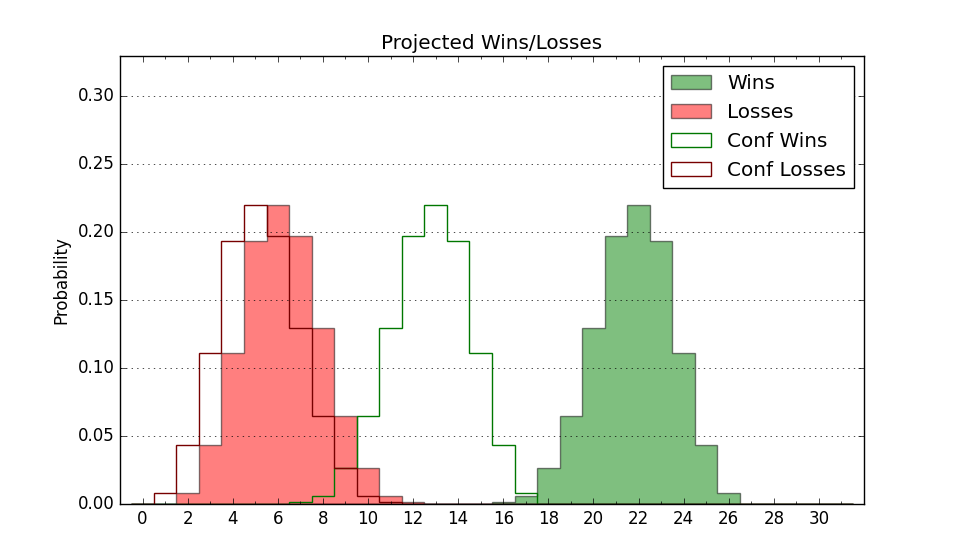 Projected Wins/Losses
Wins
Losses
Conf Wins
Conf Losses
Probability
0.30
0.25
0.20
0.15
0.10
0.05
0.00
0 2 4 6 8 10 12 14 16 18 20 22 24 26 28 30